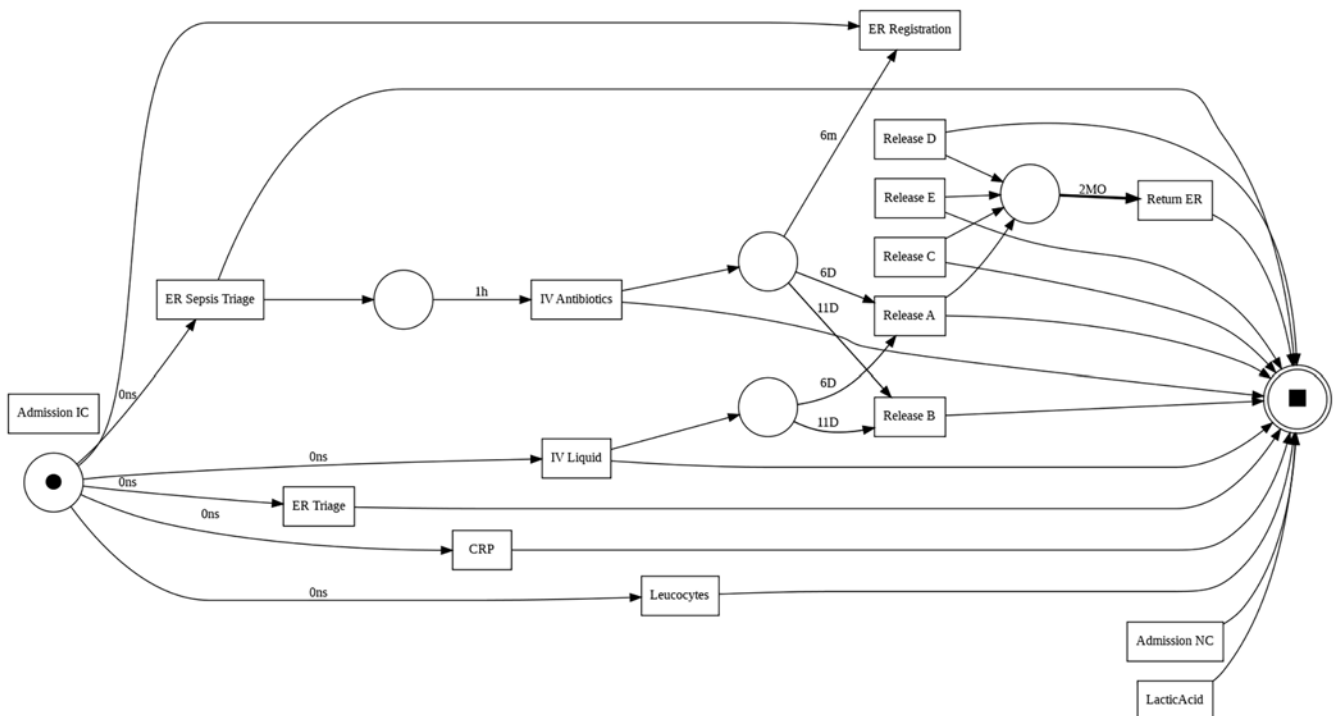 ER Registration
6m
Release D
2MO
Release E
Return ER
Release C
6D
ER Sepsis Triage
1h
IV Antibiotics
11D
Release A
6D
0ns
Admission IC
11D
Release B
0ns
IV Liquid
0ns
ER Triage
0ns
CRP
0ns
Leucocytes
Admission NC
LacticAcid